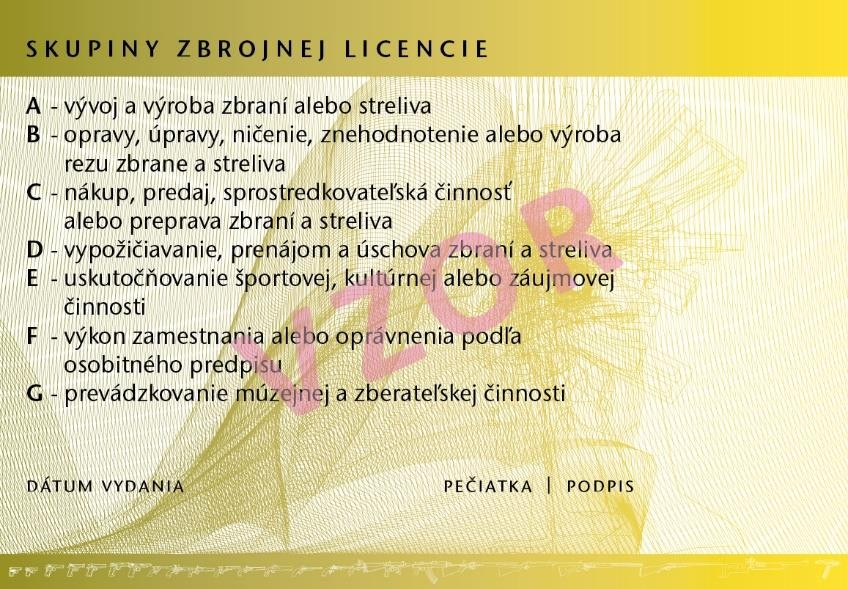 SKUPINY ZBROJNEJ LICENCIE
A - vývoj a výroba zbraní alebo streliva
B - opravy, úpravy, ničenie, znehodnotenie alebo výroba
rezu zbrane a streliva
C - nákup, predaj, sprostredkovateľská činnosť
alebo preprava zbraní a streliva
D - vypožičiavanie, prenájom a úschova zbraní a streliva
E - uskutočňovanie športovej, kultúrnej alebo záujmovej
činnosti
F - výkon zamestnania alebo oprávnenia podľa
osobitného predpisu
G - prevádzkovanie múzejnej a zberateľskej činnosti
VZOR
DÁTUM VYDANIA
PEČIATKA | PODPIS